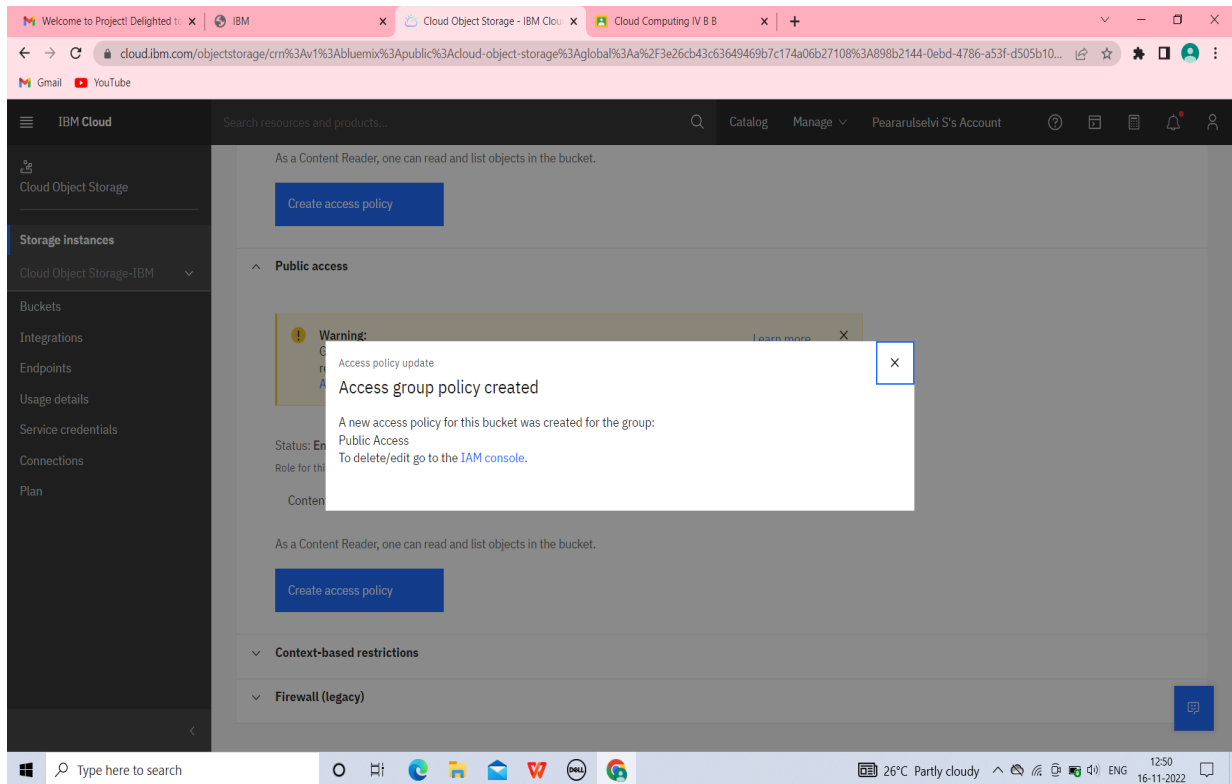 Welcome to Project! Delighted to
IBM
Cloud Object Storage - IBM Clou
Cloud Computing IV B B
cloud.ibm.com/objectstorage/crn%3Av1%3Abluemix%3Apublic%3Acloud-object-storage%3Aglobal%3Aa%2F3e26cb43c63649469b7c174a06b27108%3A898b2144-0ebd-4786-a53f-d505b10...
Gmail
YouTube
IBM Cloud
Search resources and products...
Catalog
Manage
Peararulselvi S's Account
Cloud Object Storage
Storage instances
Cloud Object Storage-IBM
Buckets
Integrations
Endpoints
Usage details
Service credentials
Connections
Plan
As a Content Reader, one can read and list objects in the bucket.
Create access policy
Public access
Warning:
Learn more
G
re
A
Access policy update
Access group policy created
A new access policy for this bucket was created for the group:
Public Access
To delete/edit go to the IAM console.
Status: En
Role for thi
Conten
As a Content Reader, one can read and list objects in the bucket.
Create access policy
Context-based restrictions
Firewall (legacy)
Type here to search
W
DELL
26°C Partly cloudy
ENG
12:50
16-11-2022